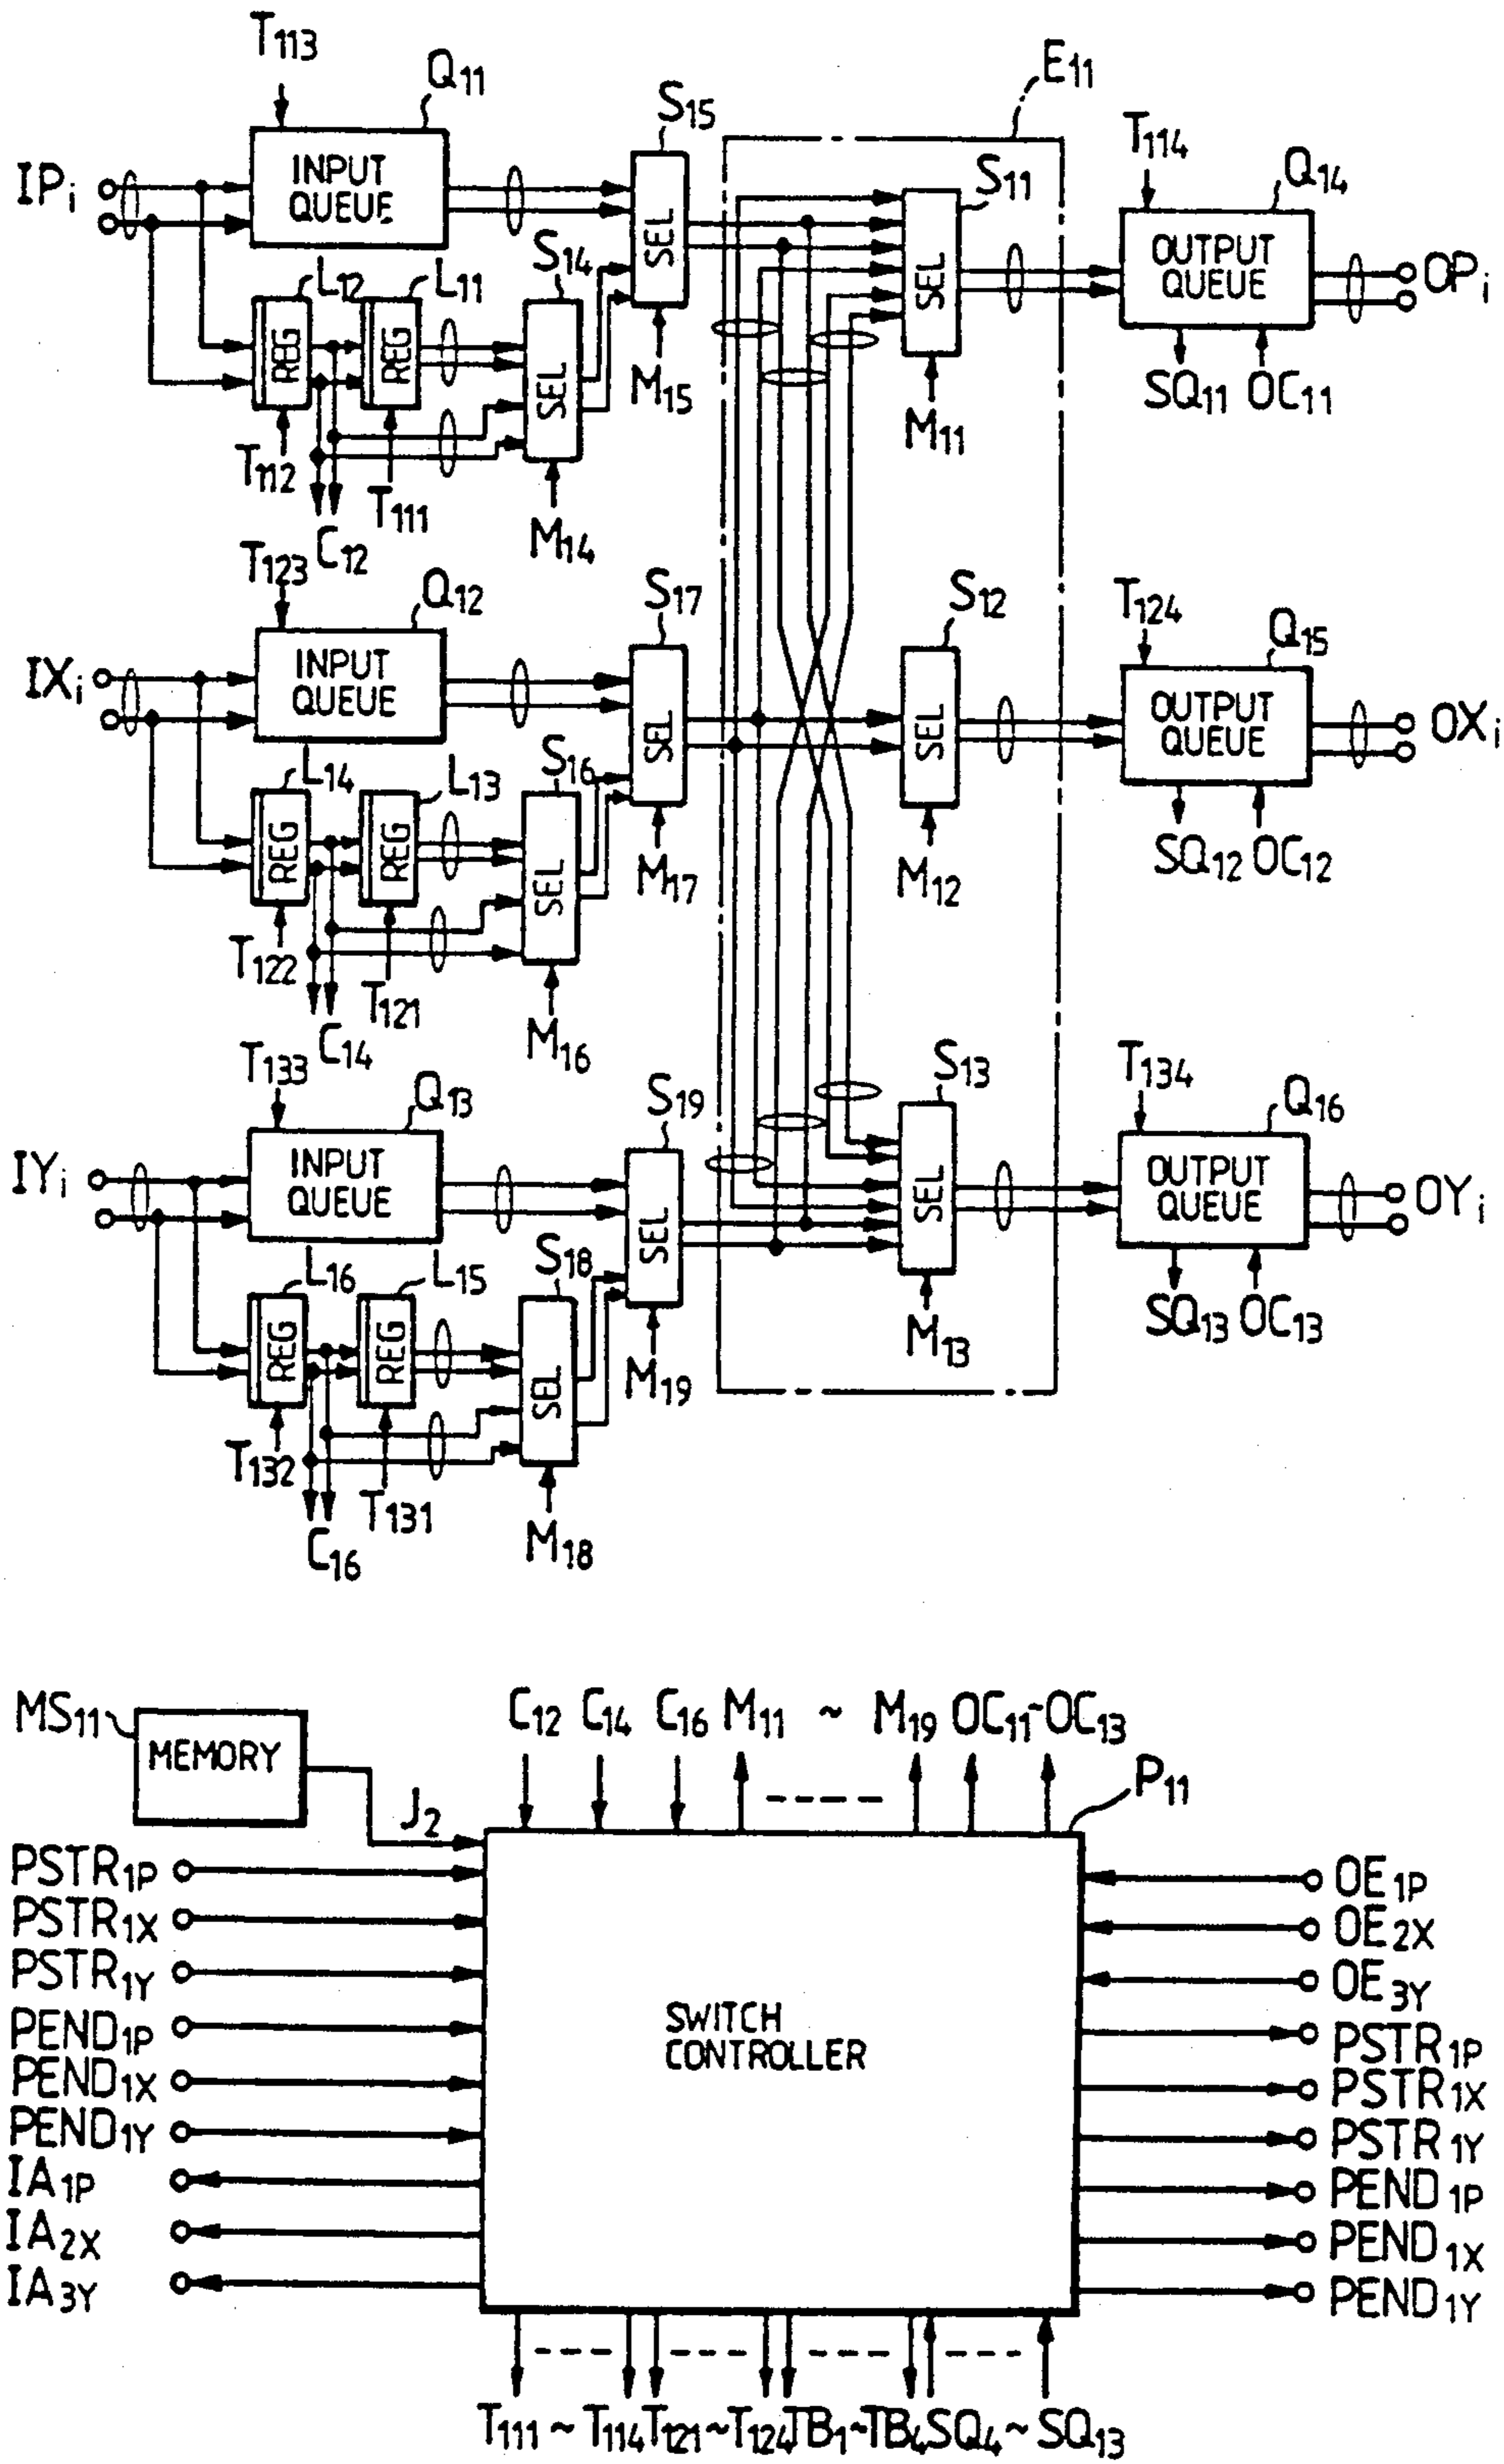 T113
Q11
INPUT QUEUE
IPi
S15
SEL
E11
S11
SEL
T114
Q14
OUTPUT QUEUE
OPi
L12
REG
L11
REG
S14
SEL
M15
M11
SQ11
OC11
T112
T111
C12
M14
T123
Q12
INPUT QUEUE
IXi
S17
SEL
S12
SEL
T124
Q15
OUTPUT QUEUE
OXi
L14
REG
L13
REG
S16
SEL
M17
M12
SQ12
OC12
T122
T121
C14
M16
T133
Q13
INPUT QUEUE
IYi
S19
SEL
S13
SEL
T134
Q16
OUTPUT QUEUE
OYi
L16
REG
L15
REG
S18
SEL
M19
M13
SQ13
OC13
T132
T131
C16
M18
MS11
MEMORY
J2
C12 C14 C16 M11 ~ M19 OC11~OC13
P11
SWITCH CONTROLLER
PSTR1P
PSTR1X
PSTR1Y
PEND1P
PEND1X
PEND1Y
IA1P
IA2X
IA3Y
OE1P
OE2X
OE3Y
PSTR1P
PSTR1X
PSTR1Y
PEND1P
PEND1X
PEND1Y
T111~T114 T121~T124 TB1~TB4 SQ4~SQ13